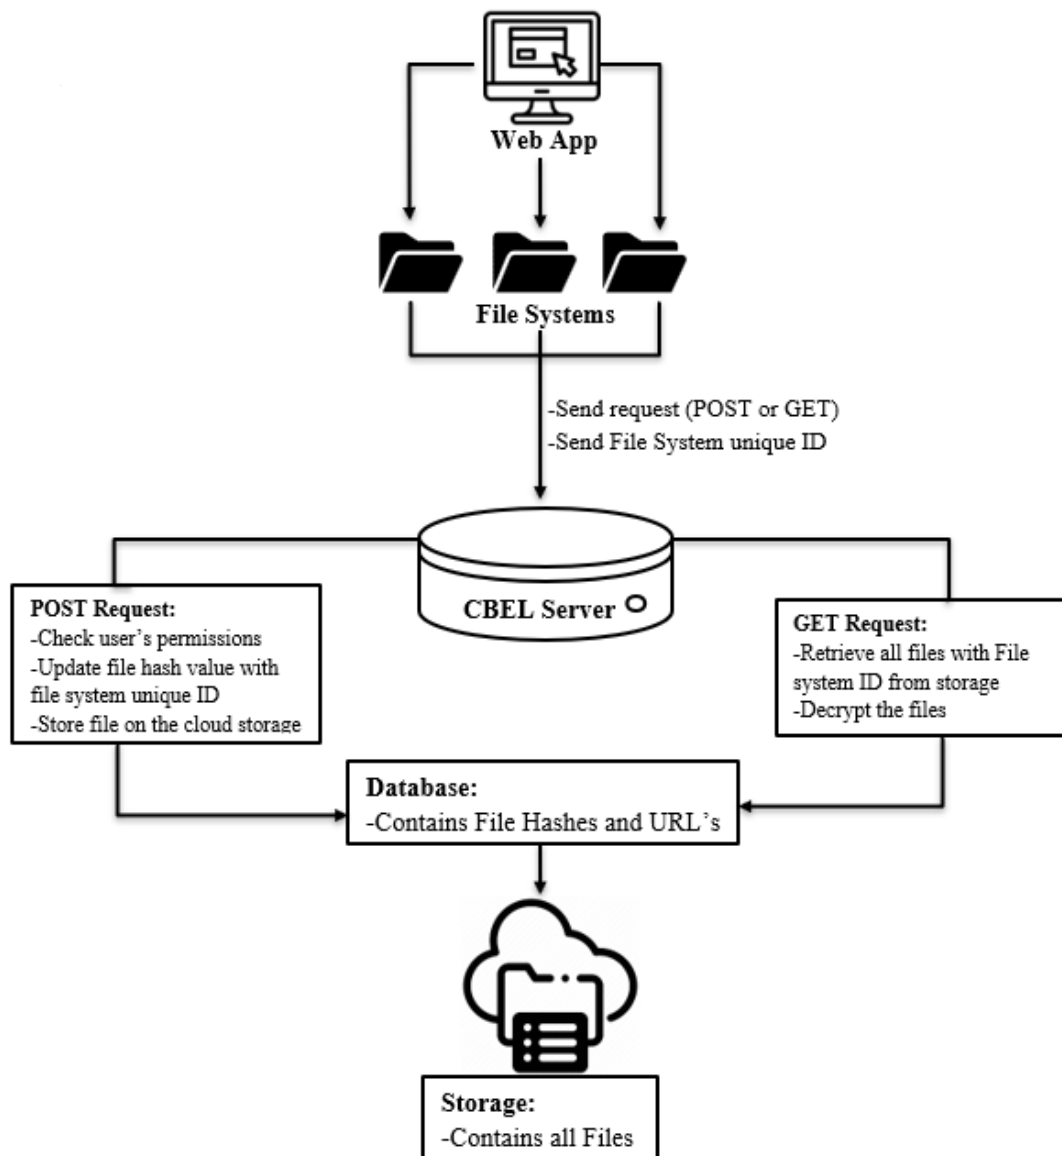 Web App
File Systems
-Send request (POST or GET)
-Send File System unique ID
CBEL Server
POST Request:
-Check user's permissions
-Update file hash value with
file system unique ID
-Store file on the cloud storage
GET Request:
-Retrieve all files with File
system ID from storage
-Decrypt the files
Database:
-Contains File Hashes and URL's
Storage:
-Contains all Files